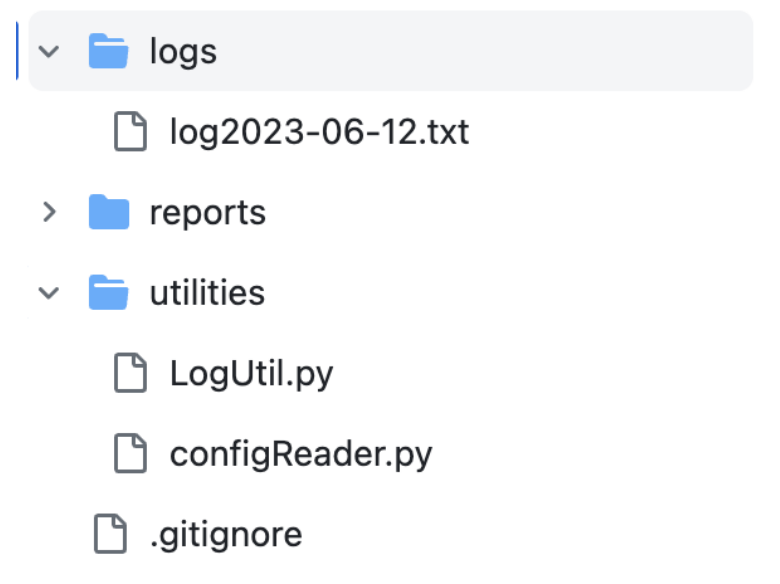 logs
log2023-06-12.txt
reports
utilities
LogUtil.py
configReader.py
.gitignore